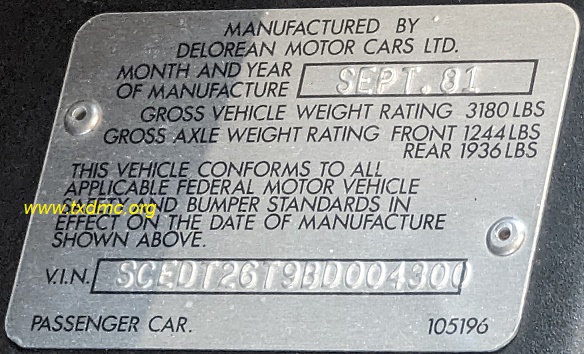 MANUFACTURED BY
DELOREAN MOTOR CARS LTD.
MONTH AND YEAR
OF MANUFACTURE SEPT. 81
GROSS VEHICLE WEIGHT RATING 3180 LBS
GROSS AXLE WEIGHT RATING FRONT 1244 LBS
REAR 1936 LBS
THIS VEHICLE CONFORMS TO ALL
APPLICABLE FEDERAL MOTOR VEHICLE
www.txdmc.org
SAFETY AND BUMPER STANDARDS IN
EFFECT ON THE DATE OF MANUFACTURE
SHOWN ABOVE.
V.I.N. SCEDT26T9BD004300
PASSENGER CAR. 105196